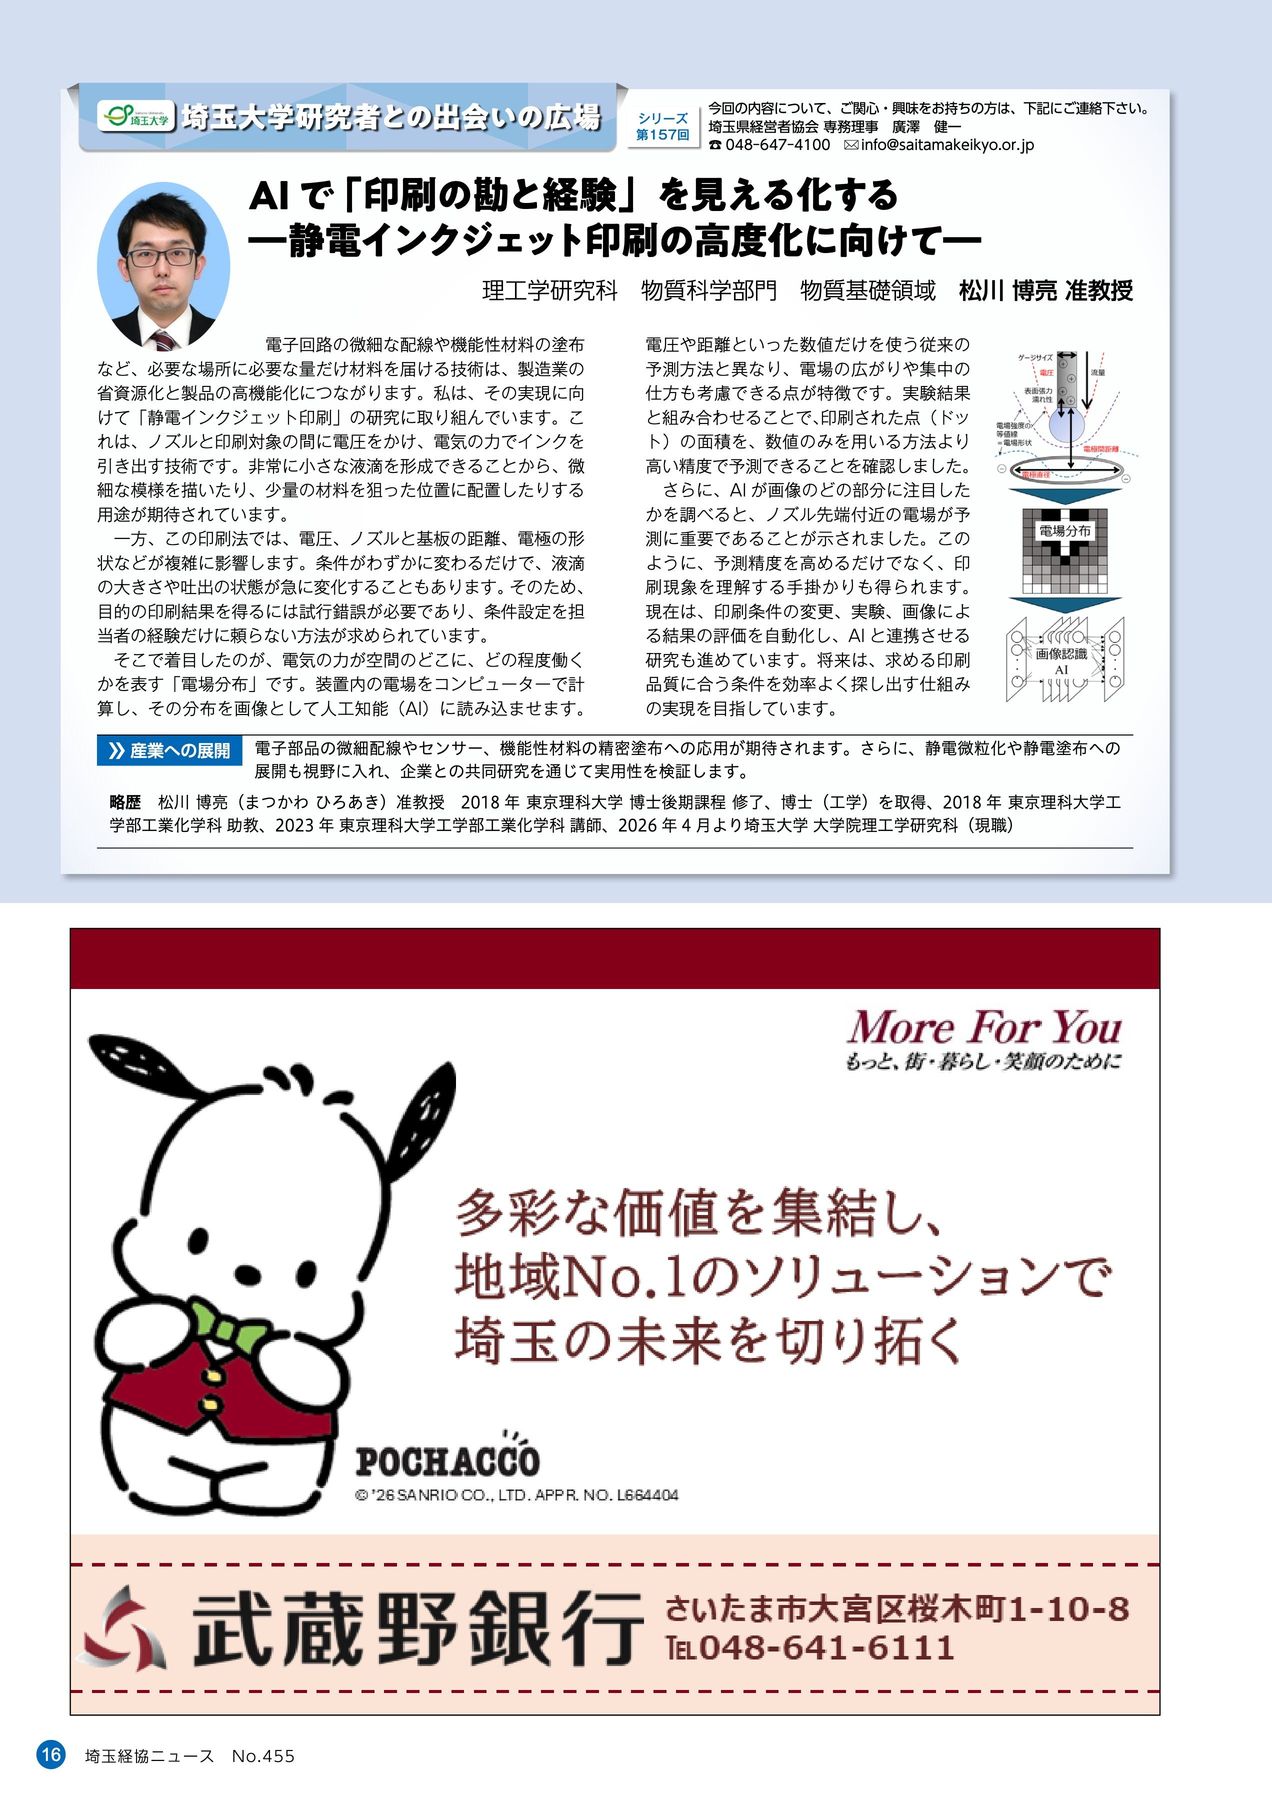 埼玉大学
埼玉大学研究者との出会いの広場
シリーズ
第157回
今回の内容について、ご関心・興味をお持ちの方は、下記にご連絡下さい。
埼玉県経営者協会 専務理事　廣澤　健一
☎ 048-647-4100　✉info@saitamakeikyo.or.jp
AI で「印刷の勘と経験」を見える化する
―静電インクジェット印刷の高度化に向けて―
理工学研究科　物質科学部門　物質基礎領域　松川 博亮 准教授
電子回路の微細な配線や機能性材料の塗布
など、必要な場所に必要な量だけ材料を届ける技術は、製造業の
省資源化と製品の高機能化につながります。私は、その実現に向
けて「静電インクジェット印刷」の研究に取り組んでいます。こ
れは、ノズルと印刷対象の間に電圧をかけ、電気の力でインクを
引き出す技術です。非常に小さな液滴を形成できることから、微
細な模様を描いたり、少量の材料を狙った位置に配置したりする
用途が期待されています。
　一方、この印刷法では、電圧、ノズルと基板の距離、電極の形
状などが複雑に影響します。条件がわずかに変わるだけで、液滴
の大きさや吐出の状態が急に変化することもあります。そのため、
目的の印刷結果を得るには試行錯誤が必要であり、条件設定を担
当者の経験だけに頼らない方法が求められています。
　そこで着目したのが、電気の力が空間のどこに、どの程度働く
かを表す「電場分布」です。装置内の電場をコンピューターで計
算し、その分布を画像として人工知能（AI）に読み込ませます。
電圧や距離といった数値だけを使う従来の
予測方法と異なり、電場の広がりや集中の
仕方も考慮できる点が特徴です。実験結果
と組み合わせることで、印刷された点（ドッ
ト）の面積を、数値のみを用いる方法より
高い精度で予測できることを確認しました。
　さらに、AI が画像のどの部分に注目した
かを調べると、ノズル先端付近の電場が予
測に重要であることが示されました。この
ように、予測精度を高めるだけでなく、印
刷現象を理解する手掛かりも得られます。
現在は、印刷条件の変更、実験、画像によ
る結果の評価を自動化し、AI と連携させる
研究も進めています。将来は、求める印刷
品質に合う条件を効率よく探し出す仕組み
の実現を目指しています。
ゲージサイズ
電圧
流量
表面張力
濡れ性
電場強度の
等値線
＝電場形状
電極間距離
電極直径
電場分布
画像認識
AI
産業への展開
電子部品の微細配線やセンサー、機能性材料の精密塗布への応用が期待されます。さらに、静電微粒化や静電塗布への
展開も視野に入れ、企業との共同研究を通じて実用性を検証します。
略歴　松川 博亮（まつかわ ひろあき）准教授　2018 年 東京理科大学 博士後期課程 修了、博士（工学）を取得、2018 年 東京理科大学工
学部工業化学科 助教、2023 年 東京理科大学工学部工業化学科 講師、2026 年 4 月より埼玉大学 大学院理工学研究科（現職）
More For You
もっと、街・暮らし・笑顔のために
多彩な価値を集結し、
地域No.1のソリューションで
埼玉の未来を切り拓く
POCHACCO
© '26 SANRIO CO., LTD. APPR. NO. L664404
武蔵野銀行
さいたま市大宮区桜木町1-10-8
TEL048-641-6111
16　埼玉経協ニュース　No.455